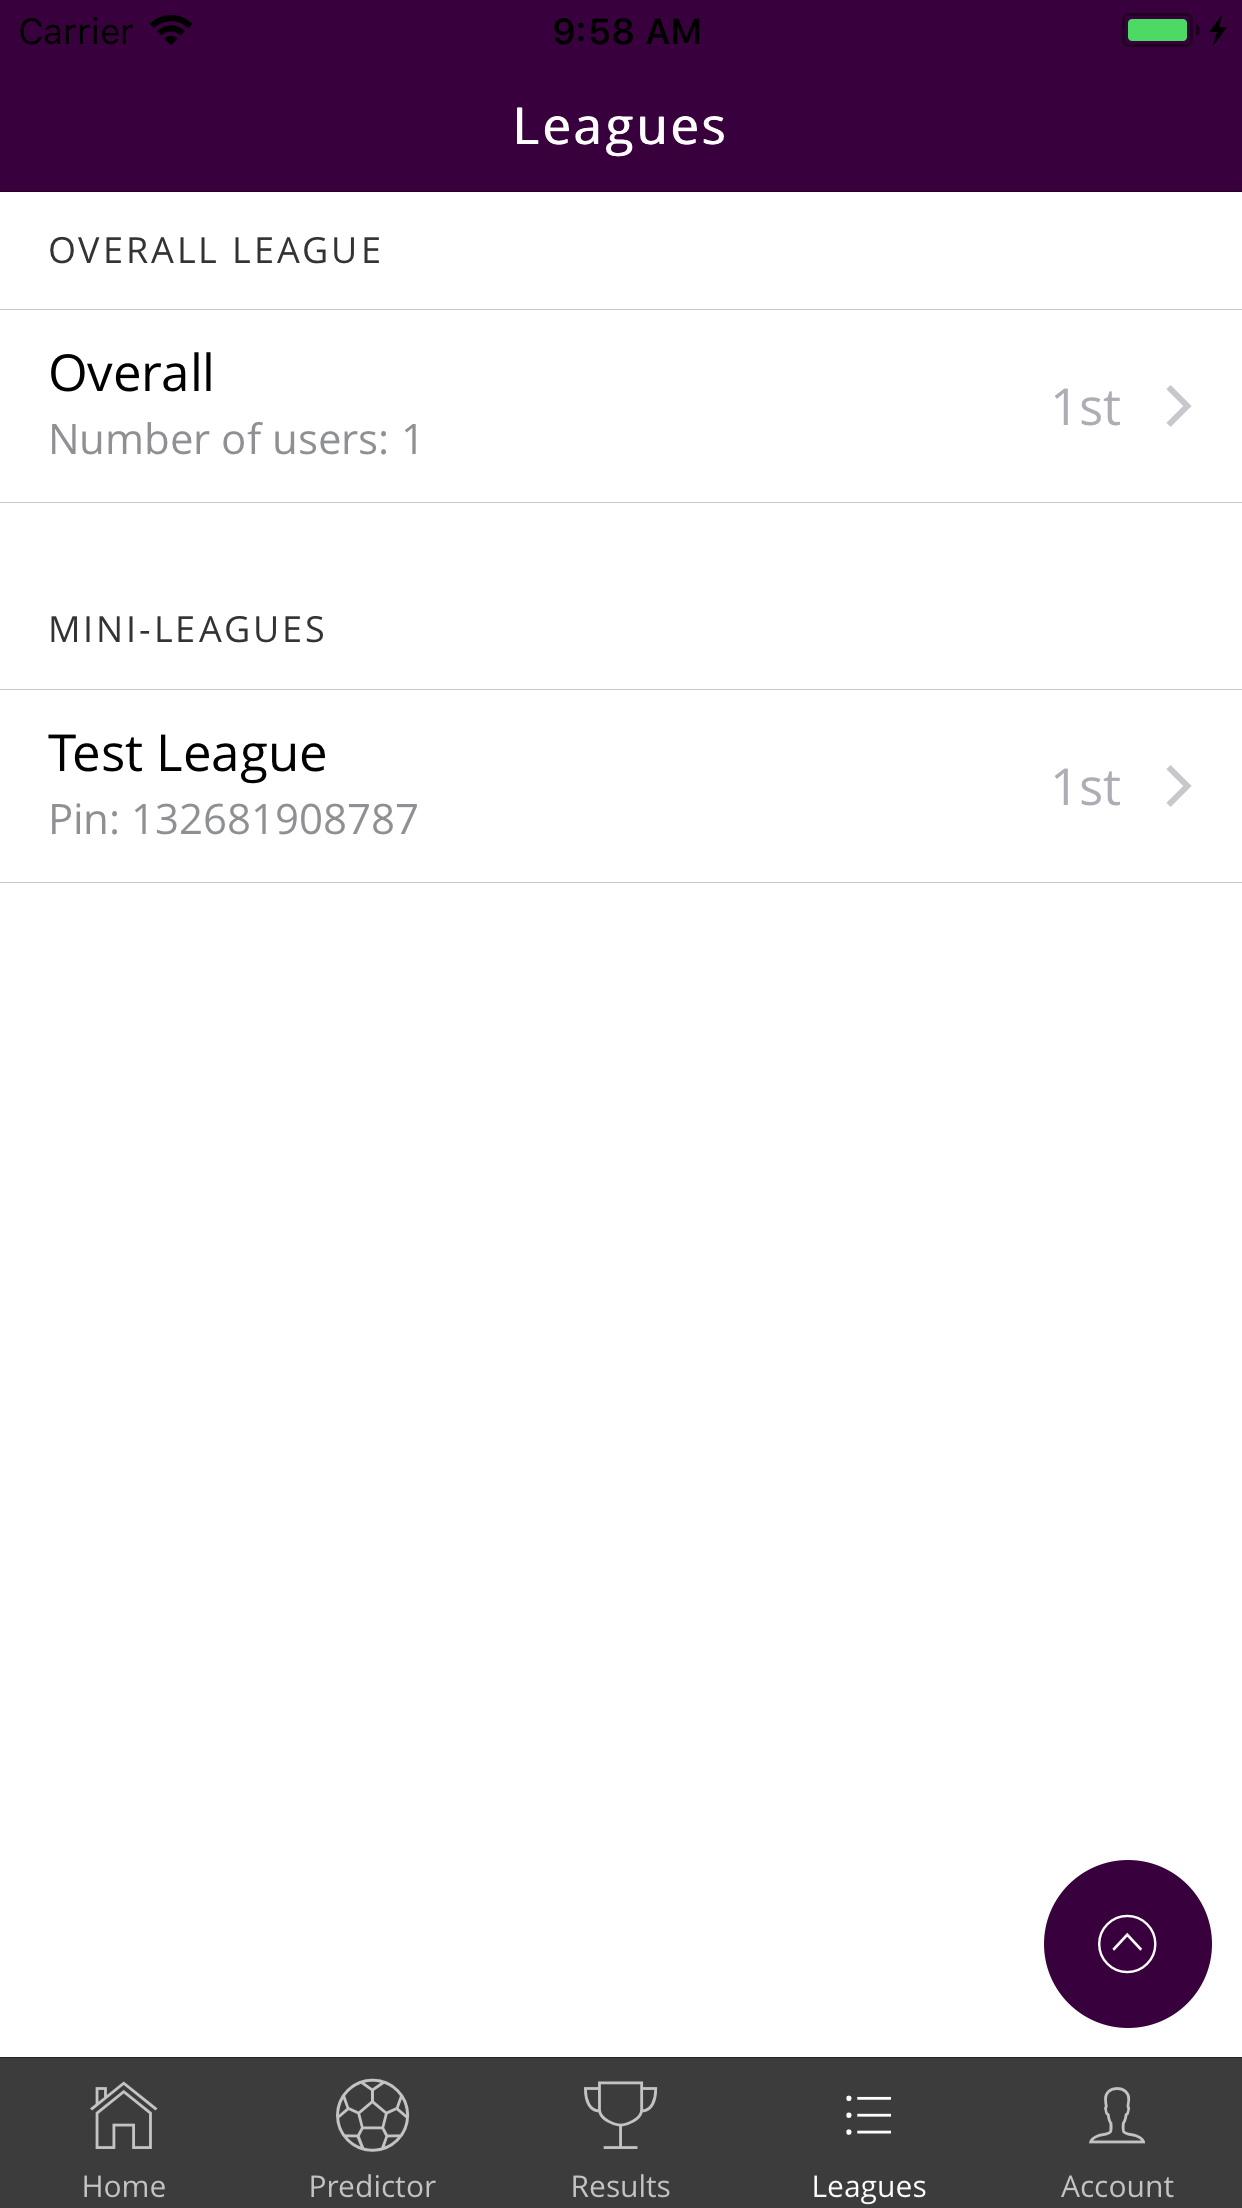 Carrier 9:58 AM
Leagues
OVERALL LEAGUE
Overall
Number of users: 1
1st
MINI-LEAGUES
Test League
Pin: 132681908787
1st
Home Predictor Results Leagues Account